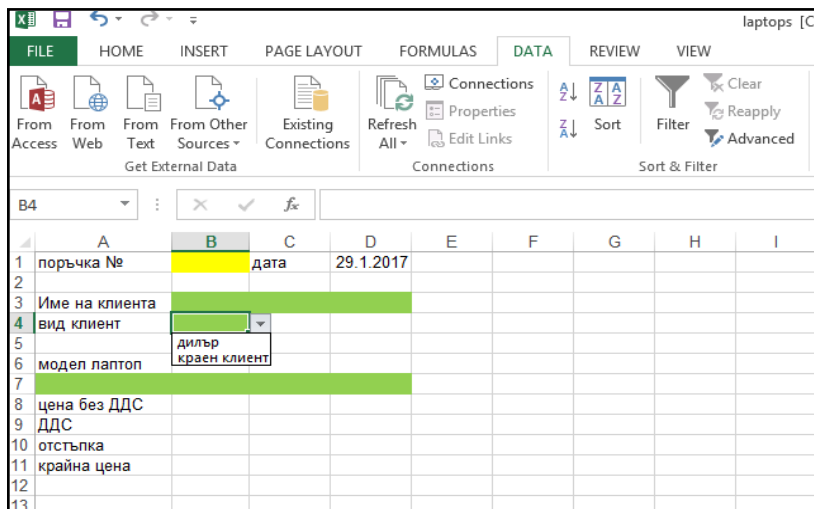 laptops [C
FILE HOME INSERT PAGE LAYOUT FORMULAS DATA REVIEW VIEW
From Access
From Web
From Text
From Other Sources
Existing Connections
Refresh All
Connections
Properties
Edit Links
Sort
Filter
Clear
Reapply
Advanced
Get External Data
Connections
Sort & Filter
B4 fx
A B C D E F G H I
1 поръчка № дата 29.1.2017
2
3 Име на клиента
4 вид клиент
5 дилър
краен клиент
6 модел лаптоп
7
8 цена без ДДС
9 ДДС
10 отстъпка
11 крайна цена
12
13